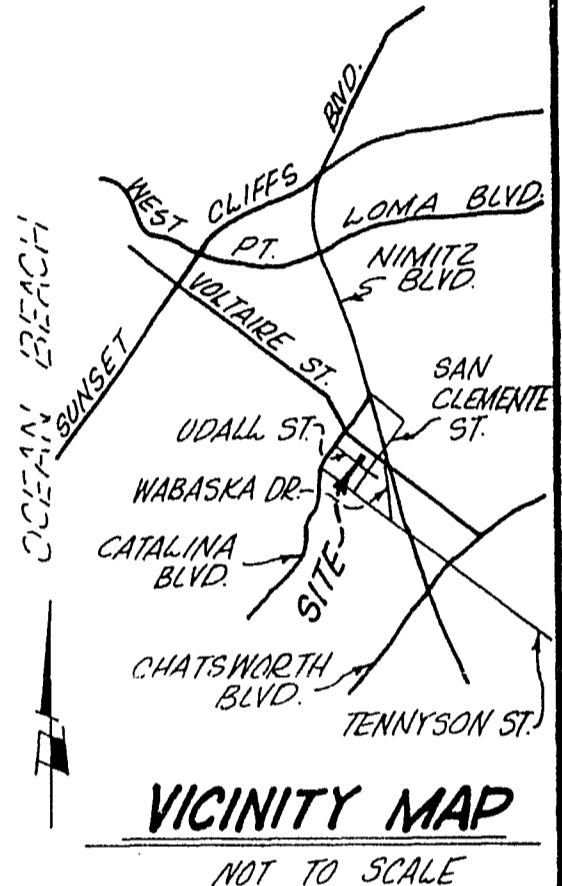 BLVD.
CLIFFS
SUNSET
WEST
PT.
LOMA BLVD.
OCEAN BEACH
NIMITZ
BLVD.
VOLTAIRE ST.
SAN
CLEMENTE
ST.
UDALL ST.
WABASKA DR.
CATALINA
BLVD.
SITE
CHATSWORTH
BLVD.
TENNYSON ST.
VICINITY MAP
NOT TO SCALE